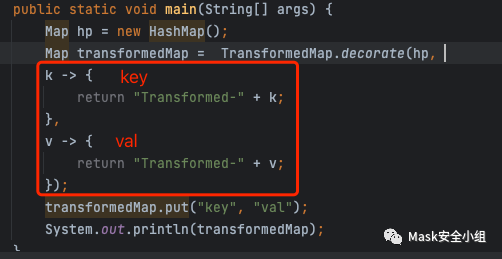 public static void main(String[] args) {
Map hp = new HashMap();
Map transformedMap =  TransformedMap.decorate(hp,
k -> { key
return "Transformed-" + k;
},
v -> { val
return "Transformed-" + v;
});
transformedMap.put("key", "val");
System.out.println(transformedMap);
}
Mask安全小组